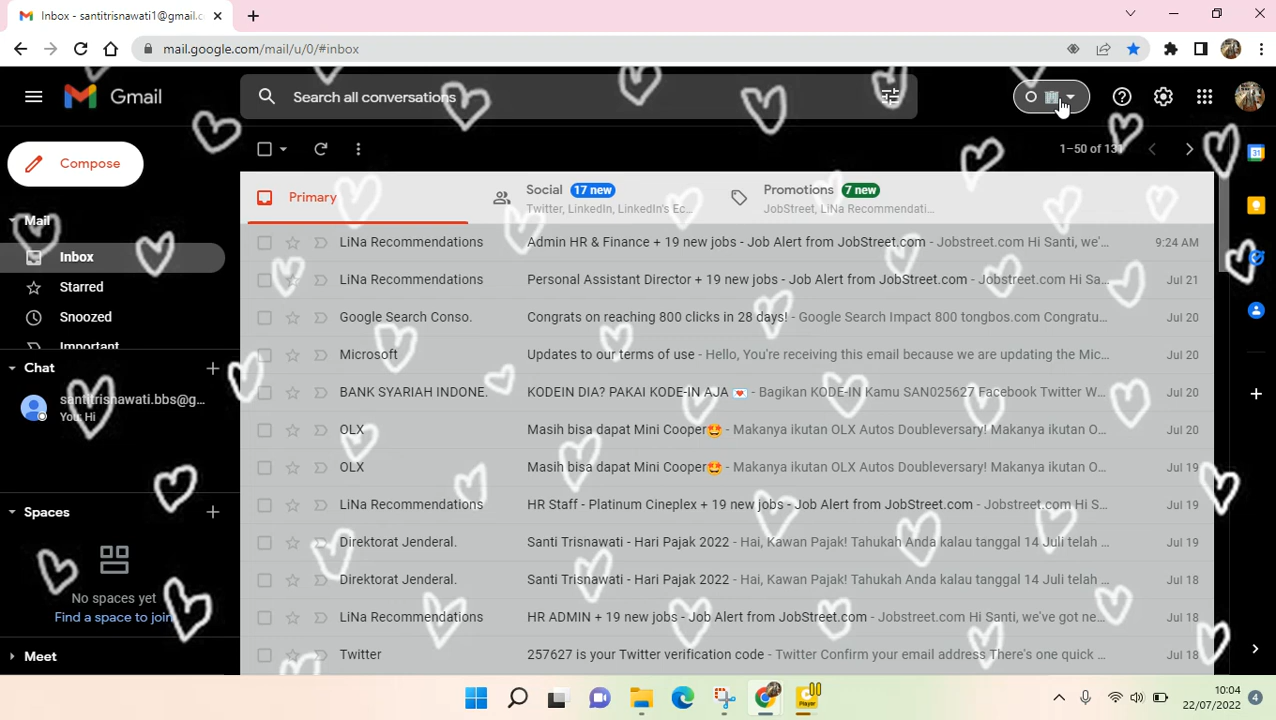 Inbox - santitrisnawati1@gmail.c
mail.google.com/mail/u/0/#inbox
Gmail
Search all conversations
Compose
1–50 of 131
Mail
Inbox
Starred
Snoozed
Important
Chat
santitrisnawati.bbs@g...
You: Hi
Spaces
No spaces yet
Find a space to join
Meet
Primary
Social 17 new
Twitter, LinkedIn, LinkedIn's Ec...
Promotions 7 new
JobStreet, LiNa Recommendati...
LiNa Recommendations Admin HR & Finance + 19 new jobs - Job Alert from JobStreet.com - Jobstreet.com Hi Santi, we'... 9:24 AM
LiNa Recommendations Personal Assistant Director + 19 new jobs - Job Alert from JobStreet.com - Jobstreet.com Hi Sa... Jul 21
Google Search Conso. Congrats on reaching 800 clicks in 28 days! - Google Search Impact 800 tongbos.com Congratu... Jul 20
Microsoft Updates to our terms of use - Hello, You're receiving this email because we are updating the Mic... Jul 20
BANK SYARIAH INDONE. KODEIN DIA? PAKAI KODE-IN AJA 💌 - Bagikan KODE-IN Kamu SAN025627 Facebook Twitter W... Jul 20
OLX Masih bisa dapat Mini Cooper🤩 - Makanya ikutan OLX Autos Doubleversary! Makanya ikutan O... Jul 20
OLX Masih bisa dapat Mini Cooper🤩 - Makanya ikutan OLX Autos Doubleversary! Makanya ikutan O... Jul 19
LiNa Recommendations HR Staff - Platinum Cineplex + 19 new jobs - Job Alert from JobStreet.com - Jobstreet.com Hi S... Jul 19
Direktorat Jenderal. Santi Trisnawati - Hari Pajak 2022 - Hai, Kawan Pajak! Tahukah Anda kalau tanggal 14 Juli telah ... Jul 19
Direktorat Jenderal. Santi Trisnawati - Hari Pajak 2022 - Hai, Kawan Pajak! Tahukah Anda kalau tanggal 14 Juli telah ... Jul 18
LiNa Recommendations HR ADMIN + 19 new jobs - Job Alert from JobStreet.com - Jobstreet.com Hi Santi, we've got ne... Jul 18
Twitter 257627 is your Twitter verification code - Twitter Confirm your email address There's one quick ... Jul 18
31
Player
10:04
22/07/2022
4